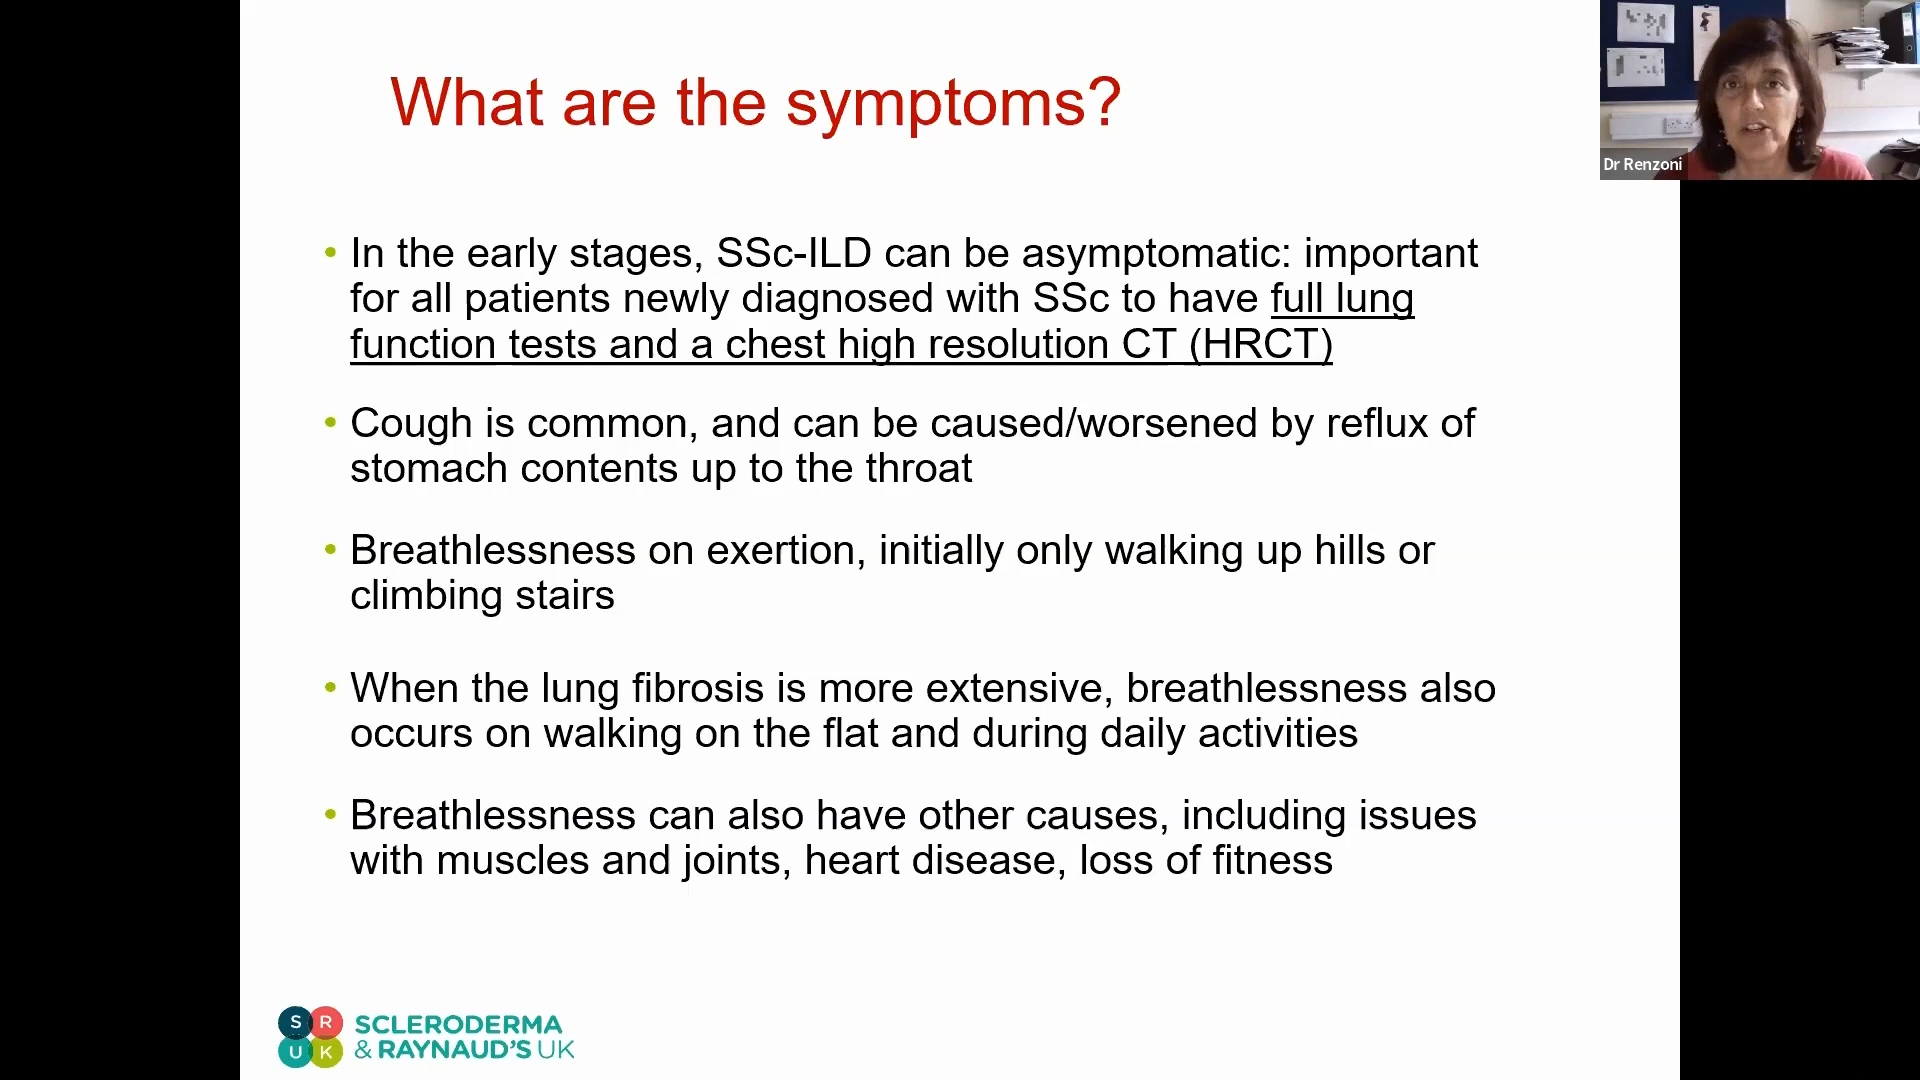 What are the symptoms?
Dr Renzoni
• In the early stages, SSc-ILD can be asymptomatic: important
for all patients newly diagnosed with SSc to have full lung
function tests and a chest high resolution CT (HRCT)
• Cough is common, and can be caused/worsened by reflux of
stomach contents up to the throat
• Breathlessness on exertion, initially only walking up hills or
climbing stairs
• When the lung fibrosis is more extensive, breathlessness also
occurs on walking on the flat and during daily activities
• Breathlessness can also have other causes, including issues
with muscles and joints, heart disease, loss of fitness
S R
U K
SCLERODERMA
& RAYNAUD'S UK